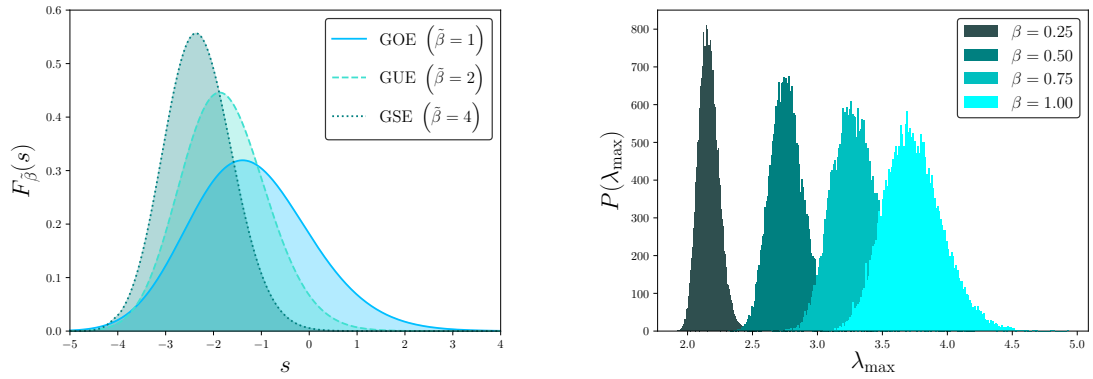 0.6
0.5
0.4
0.3
0.2
0.1
0.0
F_β̃(s)
−5 −4 −3 −2 −1 0 1 2 3 4
s
GOE (β̃ = 1)
GUE (β̃ = 2)
GSE (β̃ = 4)
800
700
600
500
400
300
200
100
0
P(λ_max)
2.0 2.5 3.0 3.5 4.0 4.5 5.0
λ_max
β = 0.25
β = 0.50
β = 0.75
β = 1.00